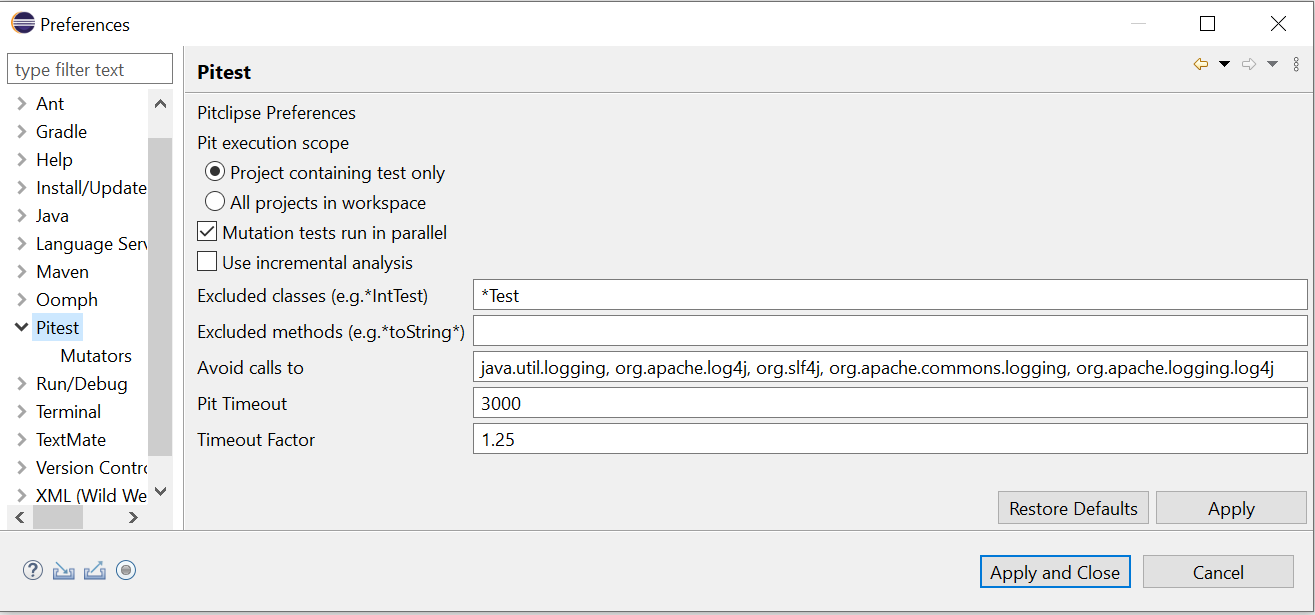 Preferences
type filter text
Ant
Gradle
Help
Install/Update
Java
Language Serv
Maven
Oomph
Pitest
Mutators
Run/Debug
Terminal
TextMate
Version Contro
XML (Wild We
Pitest
Pitclipse Preferences
Pit execution scope
Project containing test only
All projects in workspace
Mutation tests run in parallel
Use incremental analysis
Excluded classes (e.g.*IntTest) *Test
Excluded methods (e.g.*toString*)
Avoid calls to java.util.logging, org.apache.log4j, org.slf4j, org.apache.commons.logging, org.apache.logging.log4j
Pit Timeout 3000
Timeout Factor 1.25
Restore Defaults Apply
? Apply and Close Cancel